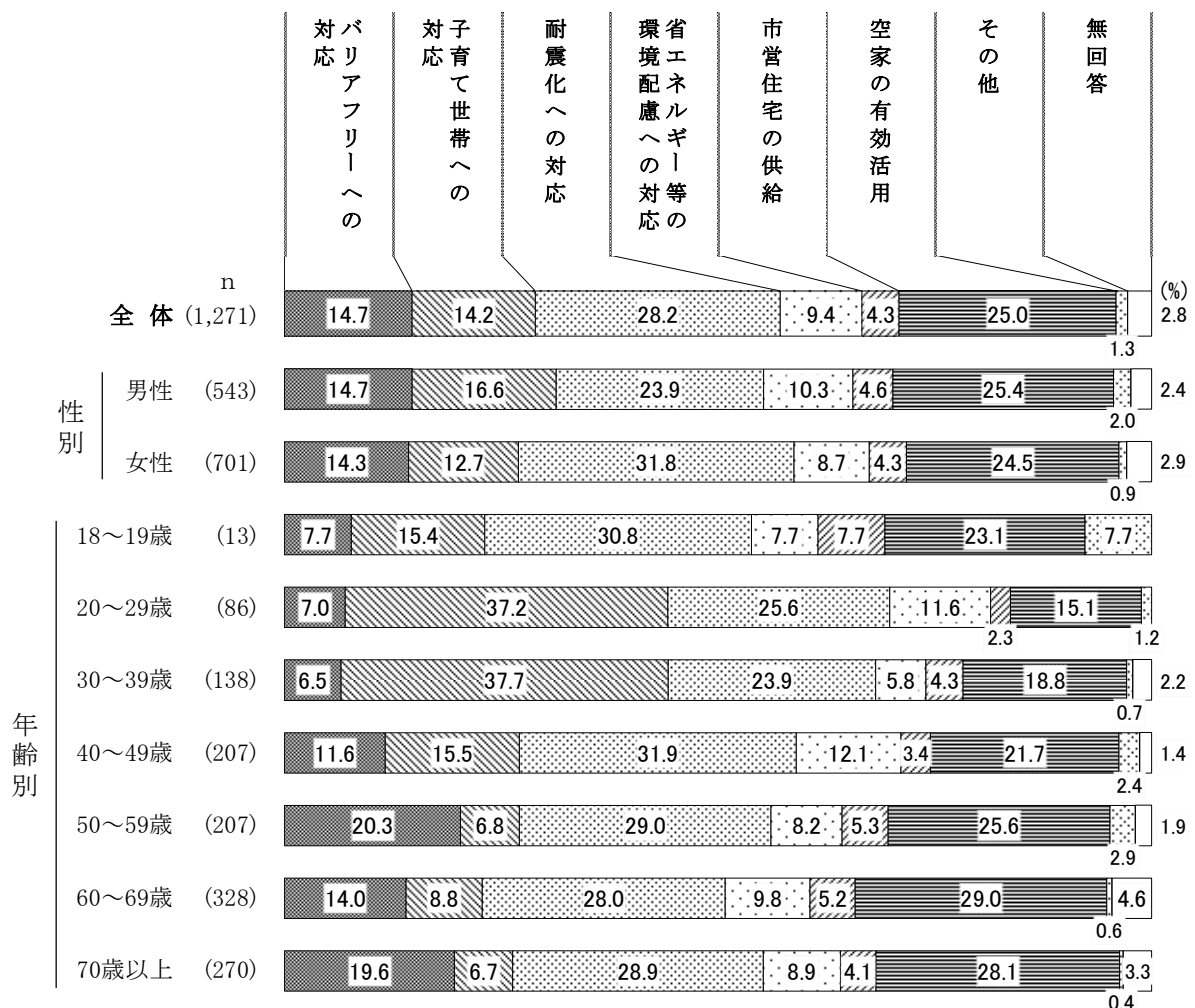 バリアフリーへの
対応
子育て世帯への
対応
耐震化への対応
省エネルギー等の
環境配慮への対応
市営住宅の供給
空家の有効活用
その他
無回答
n
(%)
全 体 (1,271) 14.7 14.2 28.2 9.4 4.3 25.0 2.8
1.3
性別
男性 (543) 14.7 16.6 23.9 10.3 4.6 25.4 2.4
2.0
女性 (701) 14.3 12.7 31.8 8.7 4.3 24.5 2.9
0.9
年齢別
18～19歳 (13) 7.7 15.4 30.8 7.7 7.7 23.1 7.7
20～29歳 (86) 7.0 37.2 25.6 11.6 15.1
2.3 1.2
30～39歳 (138) 6.5 37.7 23.9 5.8 4.3 18.8 2.2
0.7
40～49歳 (207) 11.6 15.5 31.9 12.1 3.4 21.7 1.4
2.4
50～59歳 (207) 20.3 6.8 29.0 8.2 5.3 25.6 1.9
2.9
60～69歳 (328) 14.0 8.8 28.0 9.8 5.2 29.0 4.6
0.6
70歳以上 (270) 19.6 6.7 28.9 8.9 4.1 28.1 3.3
0.4